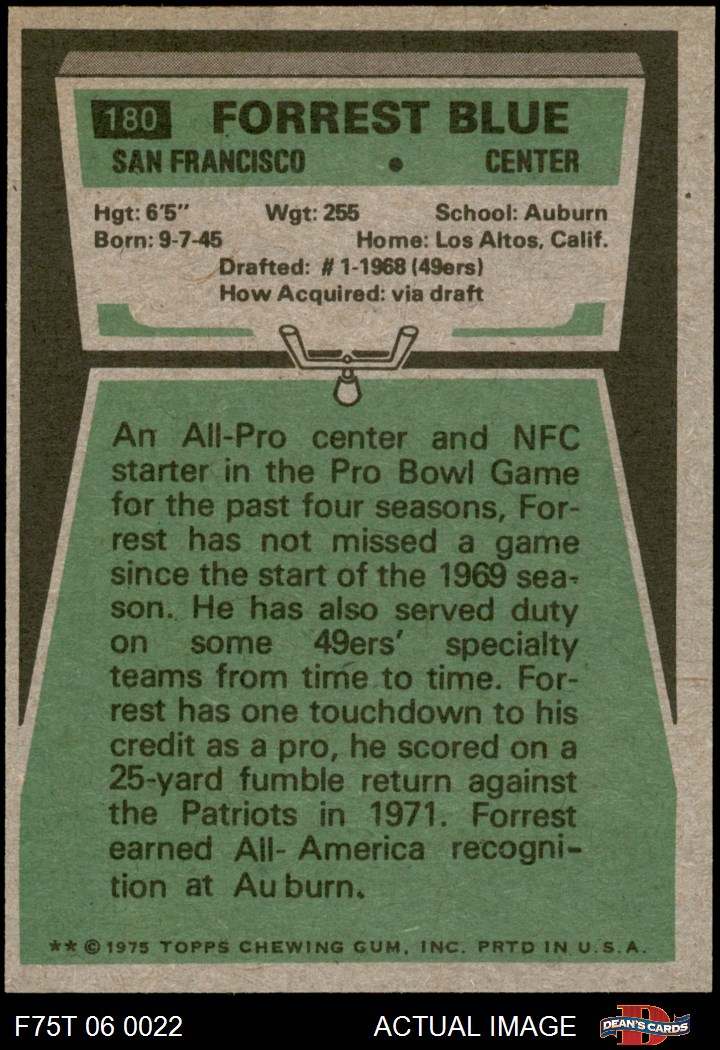 180 FORREST BLUE
SAN FRANCISCO • CENTER
Hgt: 6'5" Wgt: 255 School: Auburn
Born: 9-7-45 Home: Los Altos, Calif.
Drafted: # 1-1968 (49ers)
How Acquired: via draft
An All-Pro center and NFC
starter in the Pro Bowl Game
for the past four seasons, For-
rest has not missed a game
since the start of the 1969 sea-
son. He has also served duty
on some 49ers' specialty
teams from time to time. For-
rest has one touchdown to his
credit as a pro, he scored on a
25-yard fumble return against
the Patriots in 1971. Forrest
earned All- America recogni-
tion at Au burn.
** © 1975 TOPPS CHEWING GUM, INC. PRTD IN U.S.A.
F75T 06 0022 ACTUAL IMAGE D DEAN'S CARDS